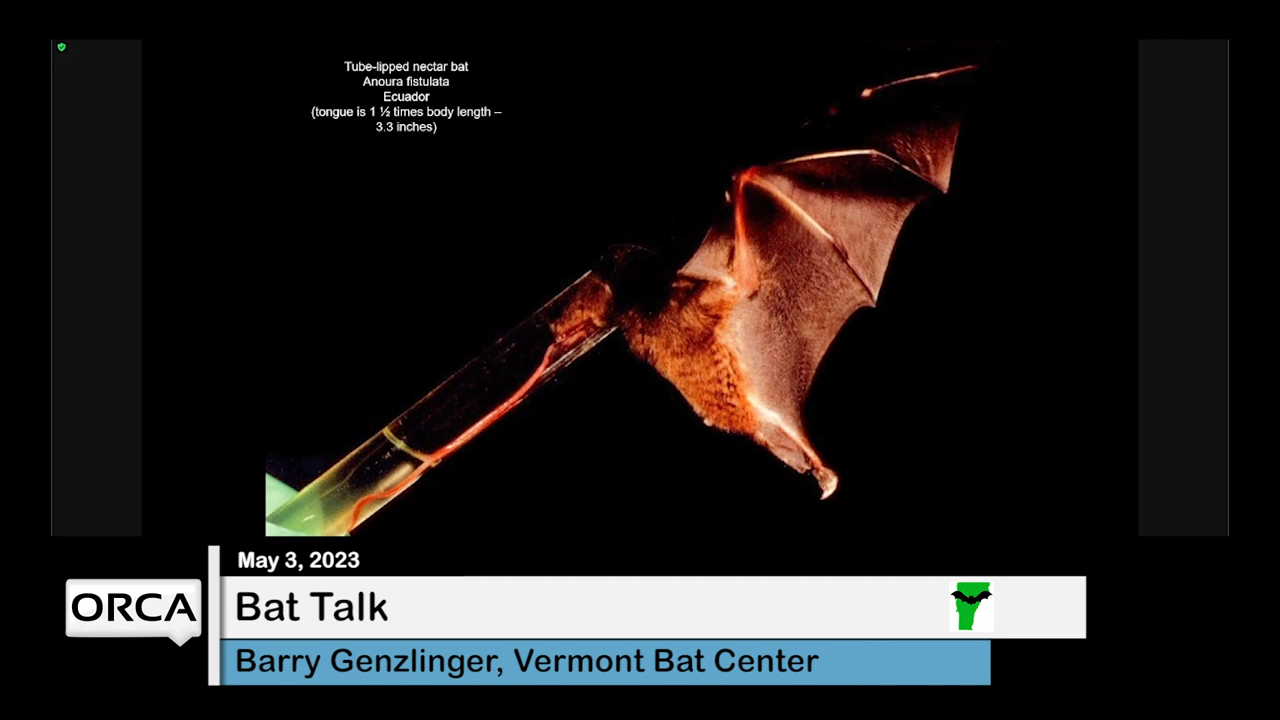 Tube-lipped nectar bat
Anoura fistulata
Ecuador
(tongue is 1 ½ times body length –
3.3 inches)
May 3, 2023
ORCA
Bat Talk
Barry Genzlinger, Vermont Bat Center